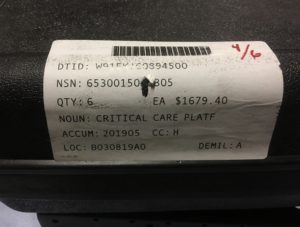 4/6
DTID:
NSN:
QTY: 6 EA $1679.40
NOUN: CRITICAL CARE PLATF
ACCUM: 201905 CC: H
LOC: B030819A0 DEMIL: A